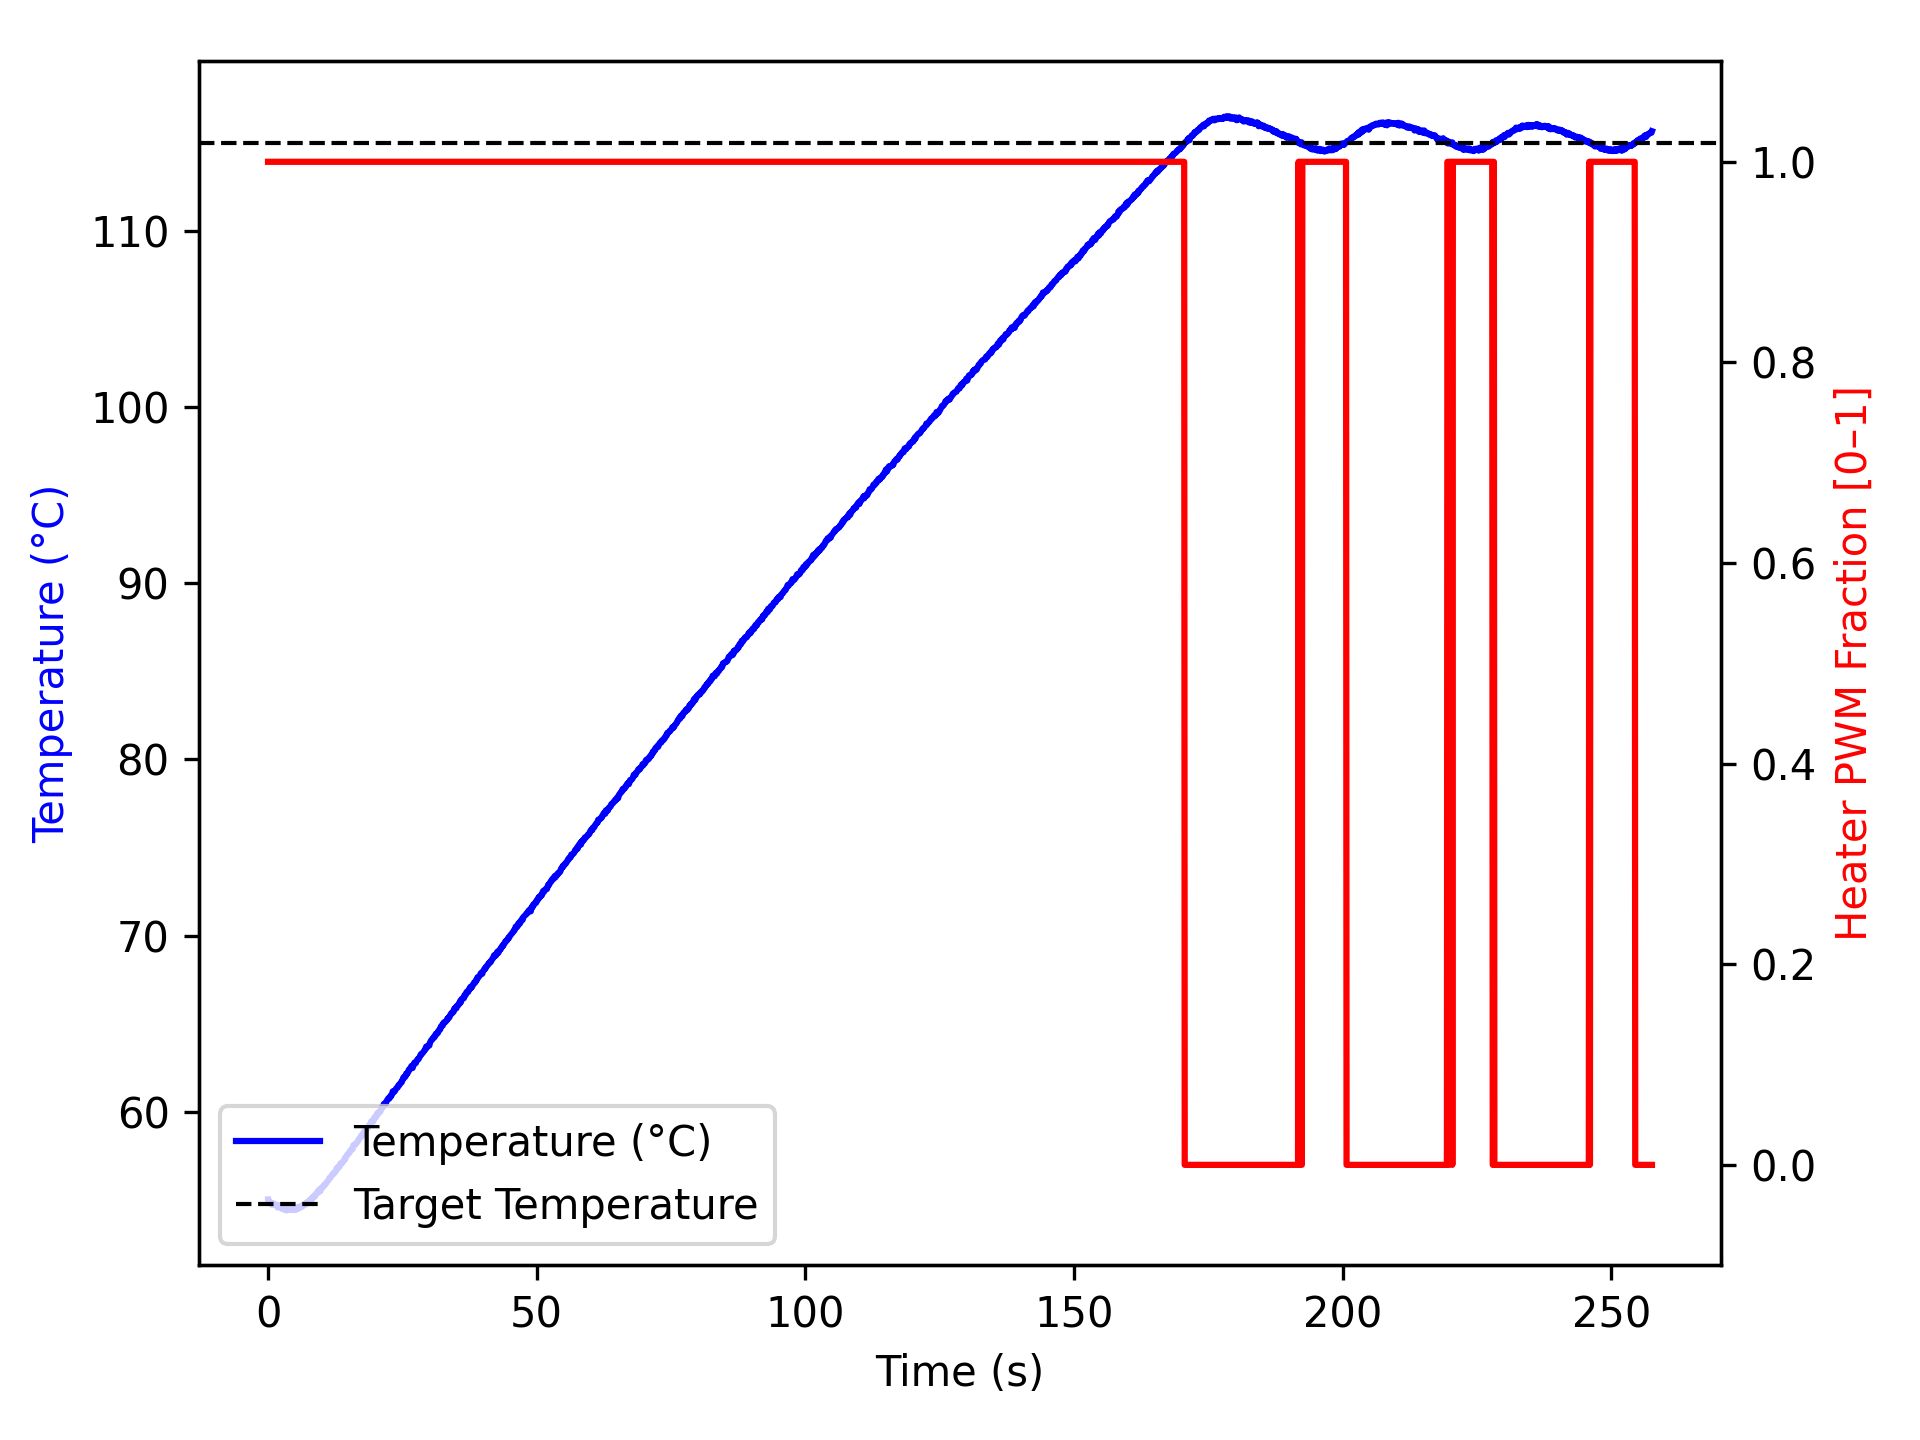 110
100
90
80
70
60
Temperature (°C)
1.0
0.8
0.6
0.4
0.2
0.0
Heater PWM Fraction [0–1]
Temperature (°C)
Target Temperature
0 50 100 150 200 250
Time (s)